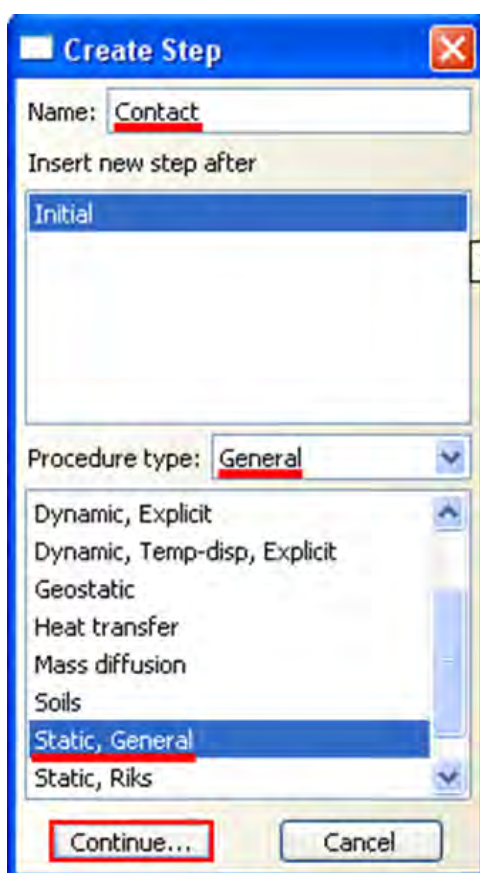 Create Step
Name: Contact
Insert new step after
Initial
Procedure type: General
Dynamic, Explicit
Dynamic, Temp-disp, Explicit
Geostatic
Heat transfer
Mass diffusion
Soils
Static, General
Static, Riks
Continue... Cancel